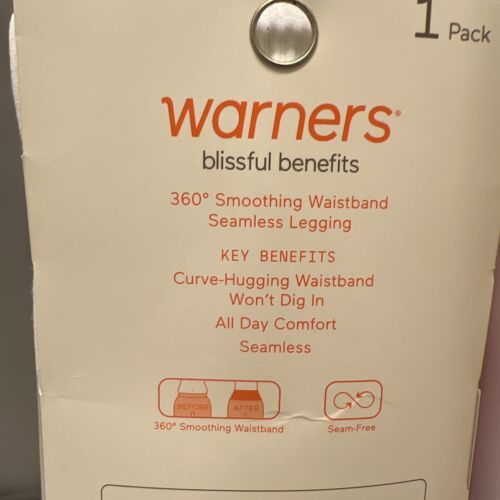 1 Pack
warners®
blissful benefits
360° Smoothing Waistband
Seamless Legging
KEY BENEFITS
Curve-Hugging Waistband
Won't Dig In
All Day Comfort
Seamless
BEFORE AFTER
360° Smoothing Waistband
Seam-Free